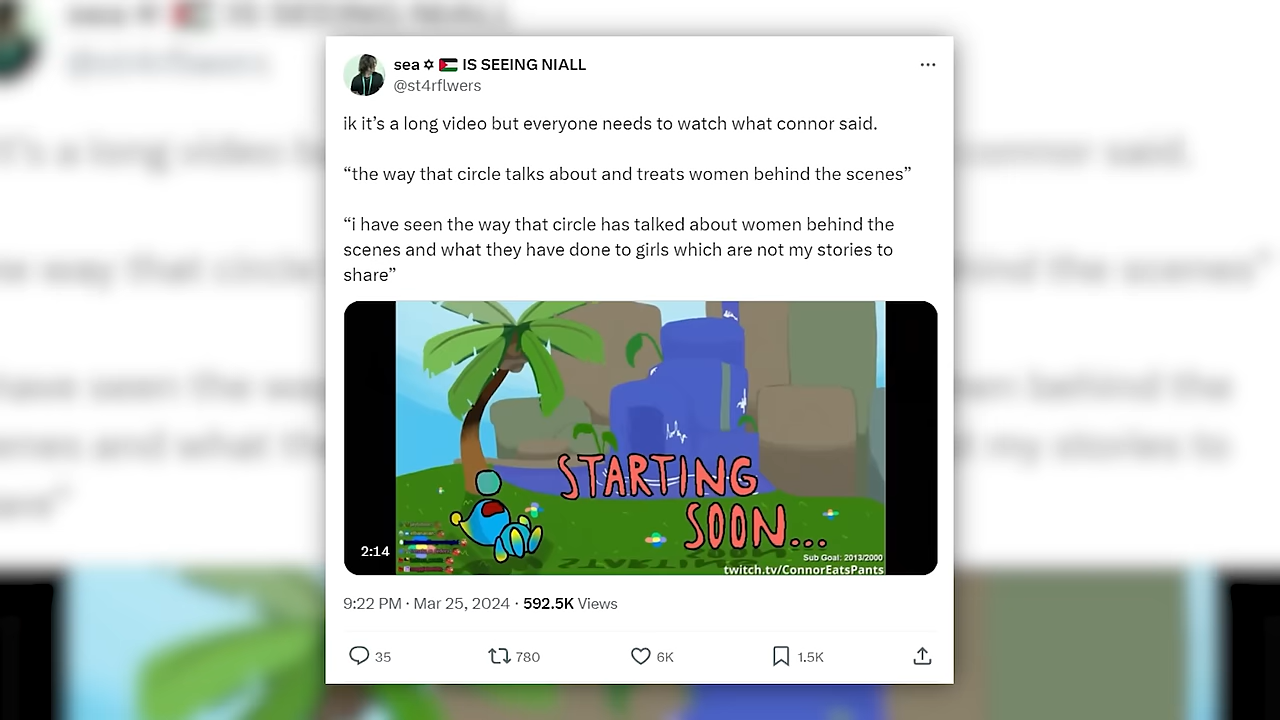 sea ✡ 🇵🇸 IS SEEING NIALL
@st4rflwers
ik it’s a long video but everyone needs to watch what connor said.
“the way that circle talks about and treats women behind the scenes”
“i have seen the way that circle has talked about women behind the
scenes and what they have done to girls which are not my stories to
share”
STARTING
SOON...
2:14
Sub Goal: 2013/2000
twitch.tv/ConnorEatsPants
9:22 PM · Mar 25, 2024 · 592.5K Views
35 780 6K 1.5K